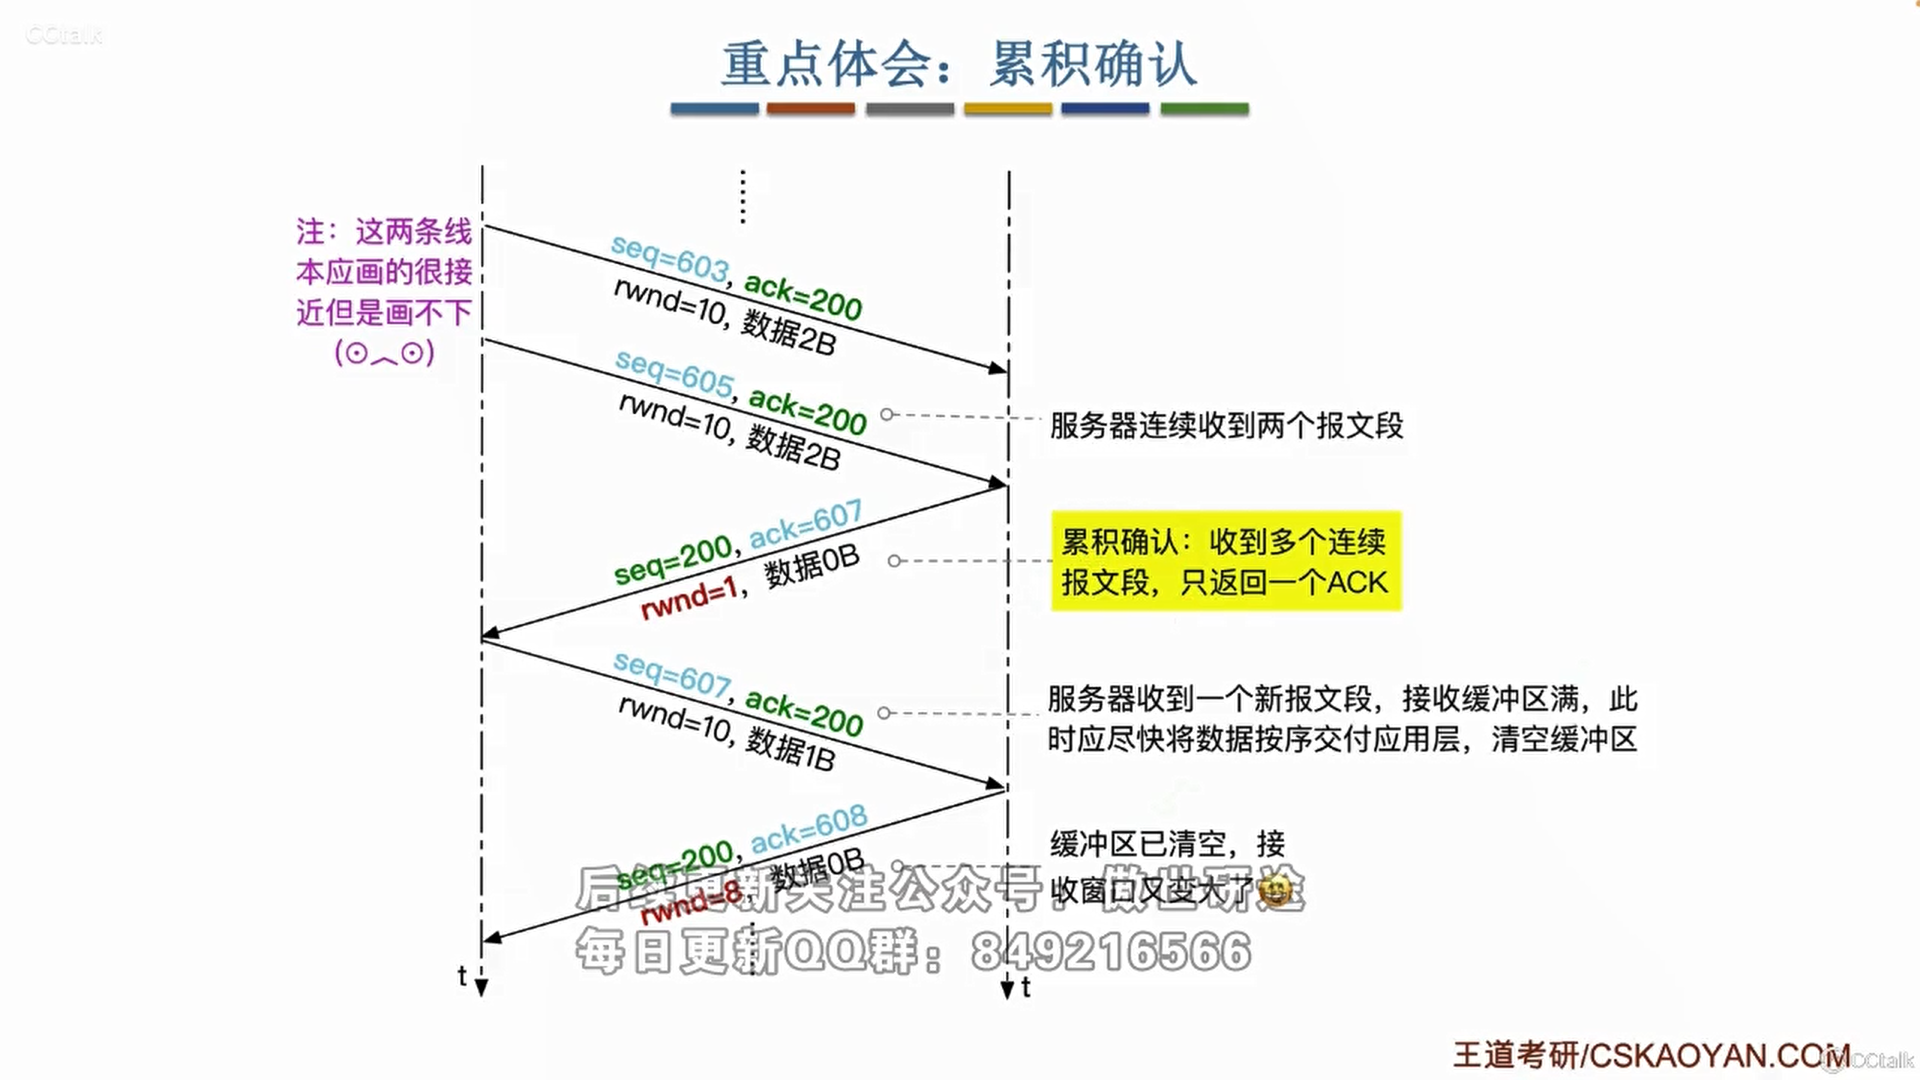 CCtalk
重点体会：累积确认
注：这两条线
本应画的很接
近但是画不下
(⊙︿⊙)
seq=603, ack=200
rwnd=10, 数据2B
seq=605, ack=200
rwnd=10, 数据2B
服务器连续收到两个报文段
seq=200, ack=607
rwnd=1, 数据0B
累积确认：收到多个连续
报文段，只返回一个ACK
seq=607, ack=200
rwnd=10, 数据1B
服务器收到一个新报文段，接收缓冲区满，此
时应尽快将数据按序交付应用层，清空缓冲区
seq=200, ack=608
rwnd=8, 数据0B
缓冲区已清空，接
收窗口又变大了😀
后续更新关注公众号：做世研途
每日更新QQ群：849216566
t
t
王道考研/CSKAOYAN.COM
CCtalk